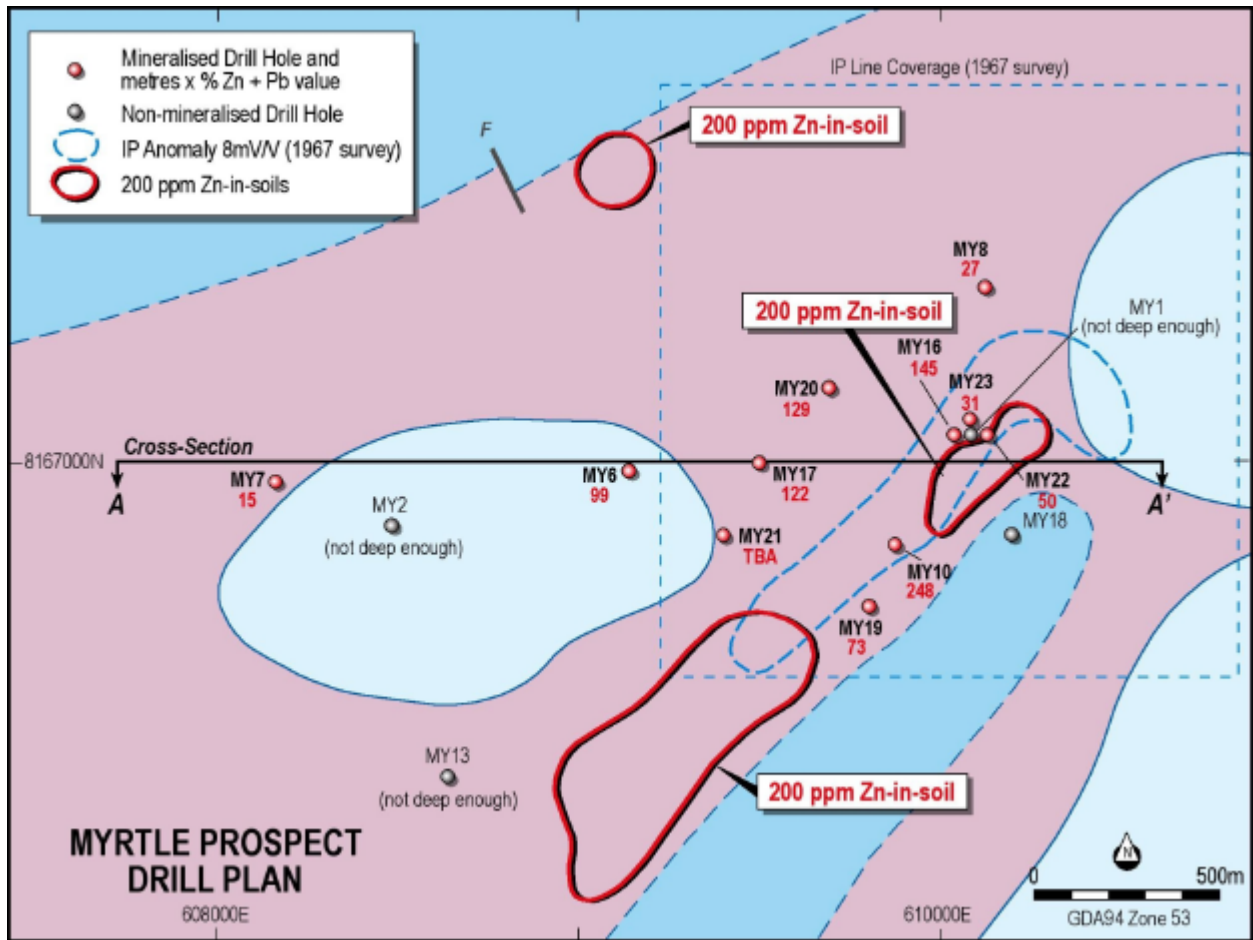 Mineralised Drill Hole and
metres x % Zn + Pb value
Non-mineralised Drill Hole
IP Anomaly 8mV/V (1967 survey)
200 ppm Zn-in-soils
IP Line Coverage (1967 survey)
F
200 ppm Zn-in-soil
MY8
27
200 ppm Zn-in-soil
MY1
(not deep enough)
MY16
145
MY23
31
MY20
129
Cross-Section
8167000N
A
A'
MY7
15
MY2
(not deep enough)
MY6
99
MY17
122
MY22
50
MY18
MY21
TBA
MY10
248
MY19
73
MY13
(not deep enough)
200 ppm Zn-in-soil
MYRTLE PROSPECT
DRILL PLAN
608000E
610000E
N
0
500m
GDA94 Zone 53